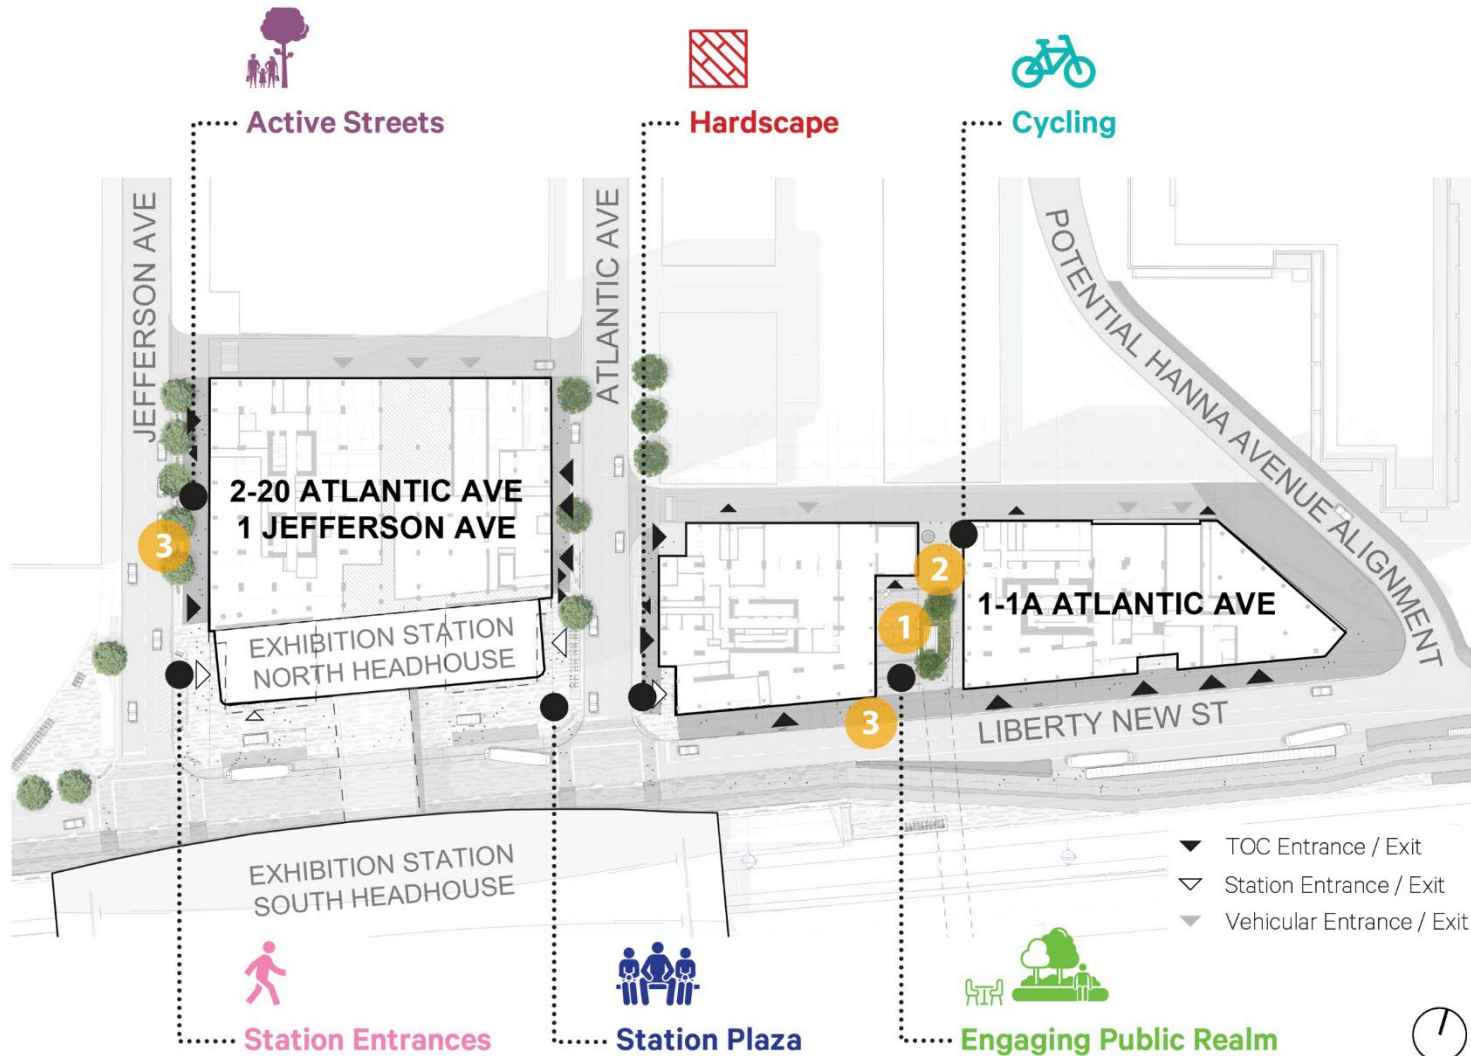 Active Streets
Hardscape
Cycling
JEFFERSON AVE
ATLANTIC AVE
POTENTIAL HANNA AVENUE ALIGNMENT
2-20 ATLANTIC AVE
1 JEFFERSON AVE
3
2
1
1-1A ATLANTIC AVE
EXHIBITION STATION
NORTH HEADHOUSE
3
LIBERTY NEW ST
EXHIBITION STATION
SOUTH HEADHOUSE
TOC Entrance / Exit
Station Entrance / Exit
Vehicular Entrance / Exit
Station Entrances
Station Plaza
Engaging Public Realm